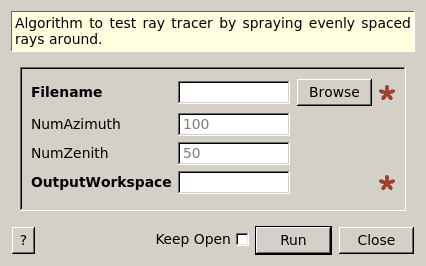 Algorithm to test ray tracer by spraying evenly spaced
rays around.
Filename Browse *
NumAzimuth 100
NumZenith 50
OutputWorkspace *
? Keep Open Run Close